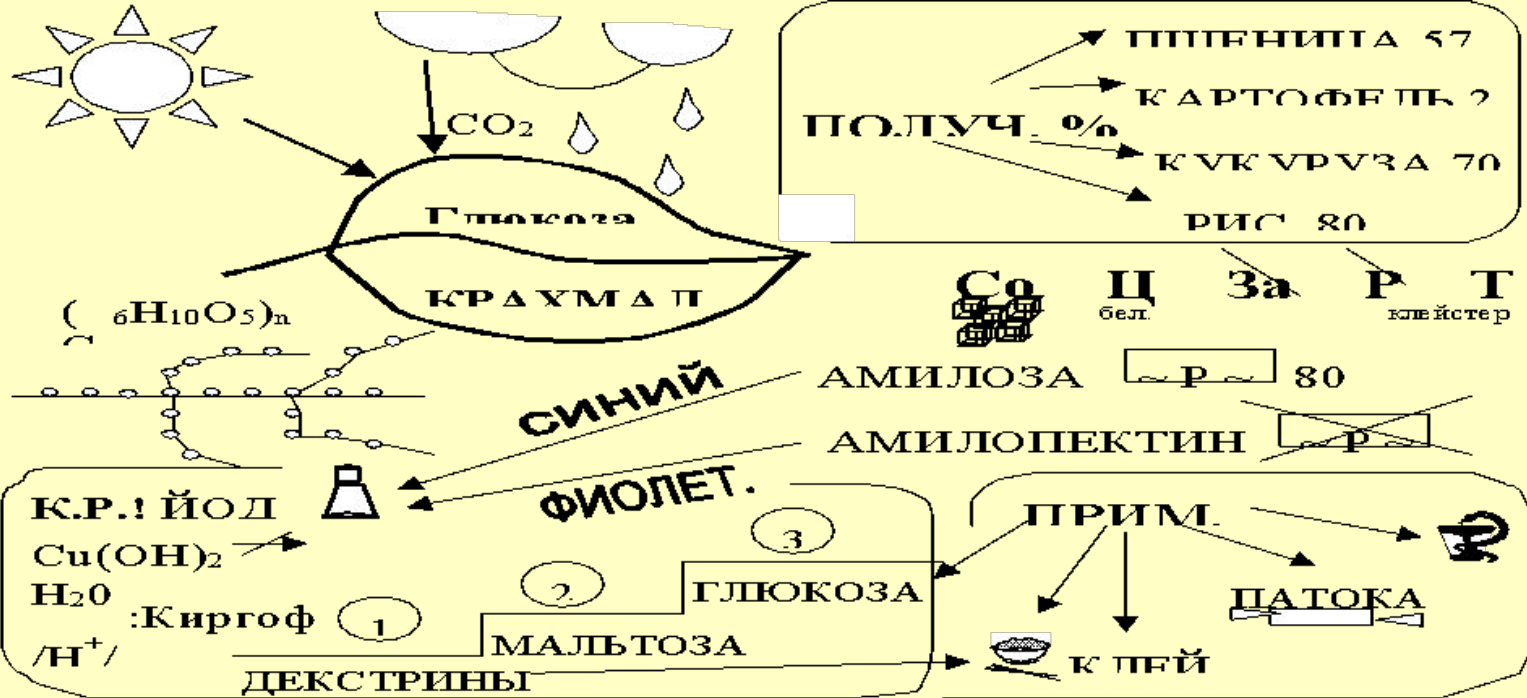 CO₂
Глюкоза
КРАХМАЛ
(C₆H₁₀O₅)n
ПОЛУЧ. %
ПШЕНИЦА 57
КАРТОФЕЛЬ 2
КУКУРУЗА 70
РИС 80
Со Ц За Р Т
бел. клейстер
СИНИЙ
АМИЛОЗА ~ Р ~ 80
АМИЛОПЕКТИН ~ Р ~
ФИОЛЕТ.
К.Р.! ЙОД
Cu(OH)₂
H₂0
:Киргоф
/H⁺/
1
2
3
ДЕКСТРИНЫ
МАЛЬТОЗА
ГЛЮКОЗА
ПРИМ.
ПАТОКА
КЛЕЙ